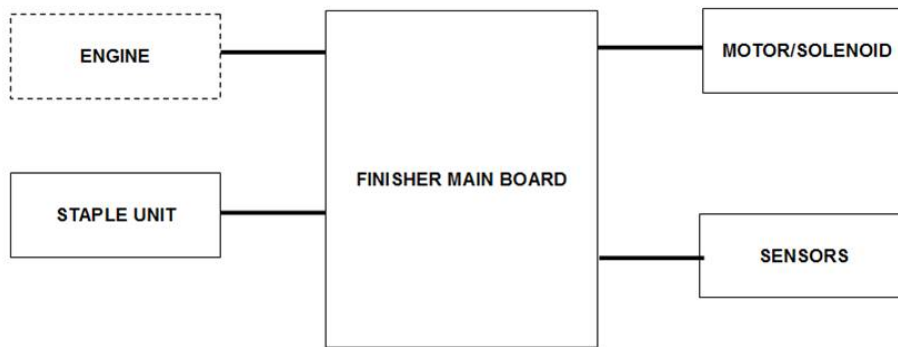 ENGINE
MOTOR/SOLENOID
FINISHER MAIN BOARD
STAPLE UNIT
SENSORS